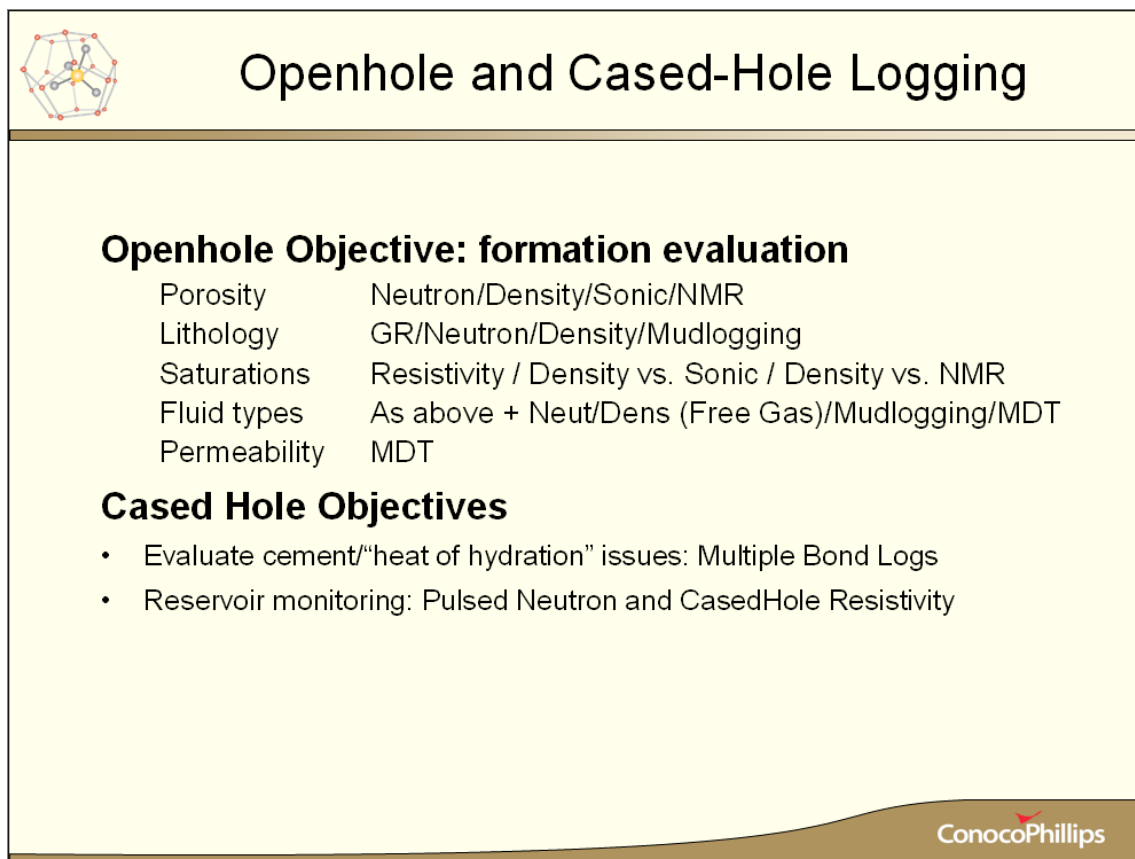 Openhole and Cased-Hole Logging
Openhole Objective: formation evaluation
Porosity Neutron/Density/Sonic/NMR
Lithology GR/Neutron/Density/Mudlogging
Saturations Resistivity / Density vs. Sonic / Density vs. NMR
Fluid types As above + Neut/Dens (Free Gas)/Mudlogging/MDT
Permeability MDT
Cased Hole Objectives
• Evaluate cement/“heat of hydration” issues: Multiple Bond Logs
• Reservoir monitoring: Pulsed Neutron and CasedHole Resistivity
ConocoPhillips